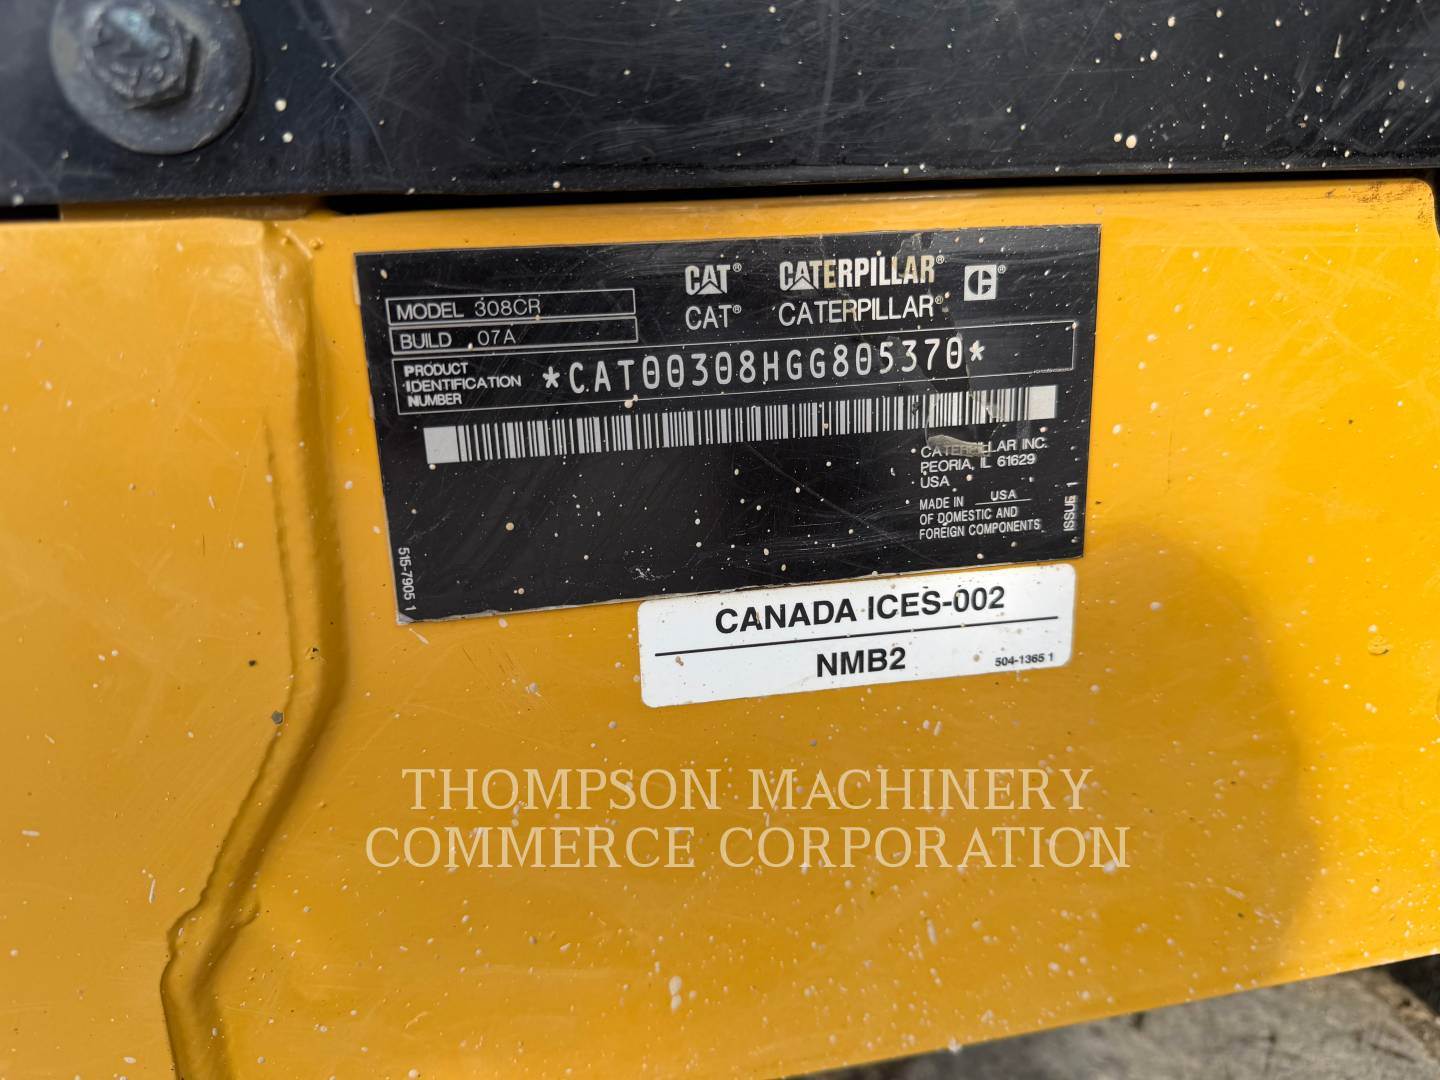 CAT® CATERPILLAR® C®
CAT® CATERPILLAR®
MODEL 308CR
BUILD 07A
PRODUCT
IDENTIFICATION
NUMBER
*CAT00308HGG805370*
CATERPILLAR INC.
PEORIA, IL 61629
USA
MADE IN USA
OF DOMESTIC AND
FOREIGN COMPONENTS
ISSUE 1
515-7905 1
CANADA ICES-002
NMB2
504-1365 1
THOMPSON MACHINERY
COMMERCE CORPORATION